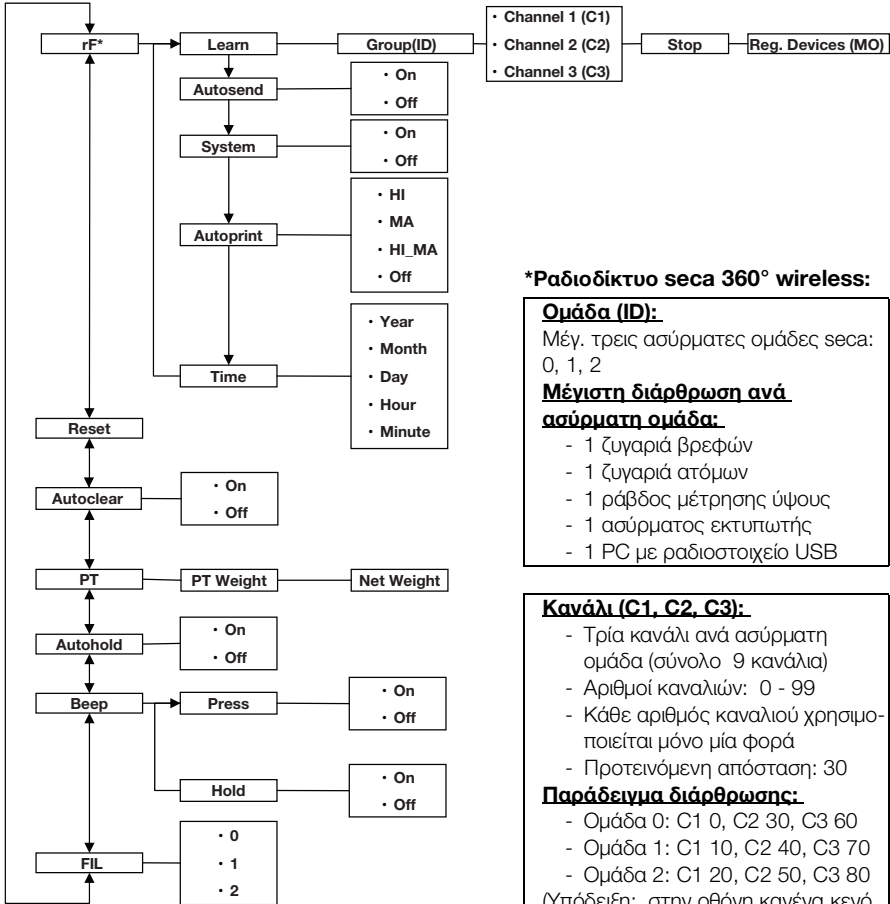 rF*
Learn
Group(ID)
• Channel 1 (C1)
• Channel 2 (C2)
• Channel 3 (C3)
Stop
Reg. Devices (MO)
Autosend
• On
• Off
System
• On
• Off
Autoprint
• HI
• MA
• HI_MA
• Off
Time
• Year
• Month
• Day
• Hour
• Minute
Reset
Autoclear
• On
• Off
PT
PT Weight
Net Weight
Autohold
• On
• Off
Beep
Press
• On
• Off
Hold
• On
• Off
FIL
• 0
• 1
• 2
*Ραδιοδίκτυο seca 360° wireless:
Ομάδα (ID):
Μέγ. τρεις ασύρματες ομάδες seca:
0, 1, 2
Μέγιστη διάρθρωση ανά
ασύρματη ομάδα:
- 1 ζυγαριά βρεφών
- 1 ζυγαριά ατόμων
- 1 ράβδος μέτρησης ύψους
- 1 ασύρματος εκτυπωτής
- 1 PC με ραδιοστοιχείο USB
Κανάλι (C1, C2, C3):
- Τρία κανάλι ανά ασύρματη
ομάδα (σύνολο 9 κανάλια)
- Αριθμοί καναλιών: 0 - 99
- Κάθε αριθμός καναλιού χρησιμο-
ποιείται μόνο μία φορά
- Προτεινόμενη απόσταση: 30
Παράδειγμα διάρθρωσης:
- Ομάδα 0: C1 0, C2 30, C3 60
- Ομάδα 1: C1 10, C2 40, C3 70
- Ομάδα 2: C1 20, C2 50, C3 80
(Υπόδειξη: στην οθόνη κανένα κενό